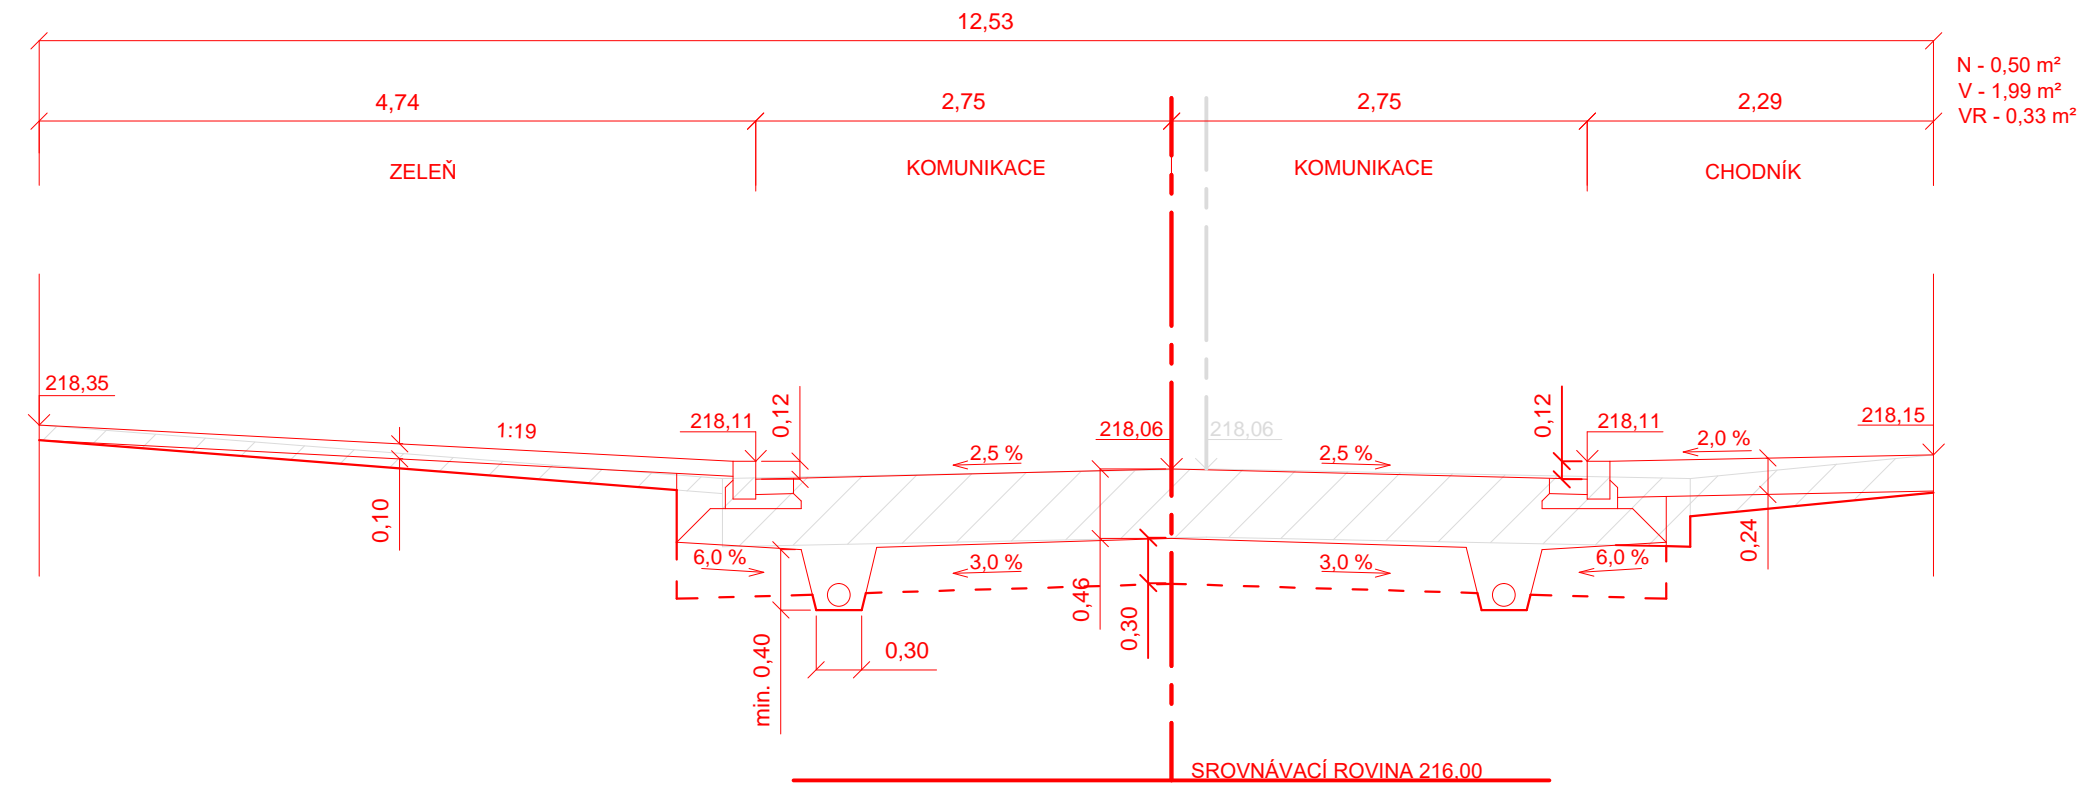 12,53
N - 0,50 m²
V - 1,99 m²
VR - 0,33 m²
4,74
2,75
2,75
2,29
ZELEŇ
KOMUNIKACE
KOMUNIKACE
CHODNÍK
218,35
1:19
0,10
218,11
0,12
218,06
218,06
0,12
218,11
218,15
2,5 %
2,5 %
2,0 %
0,24
6,0 %
3,0 %
3,0 %
6,0 %
0,46
0,30
min. 0,40
0,30
SROVNÁVACÍ ROVINA 216,00